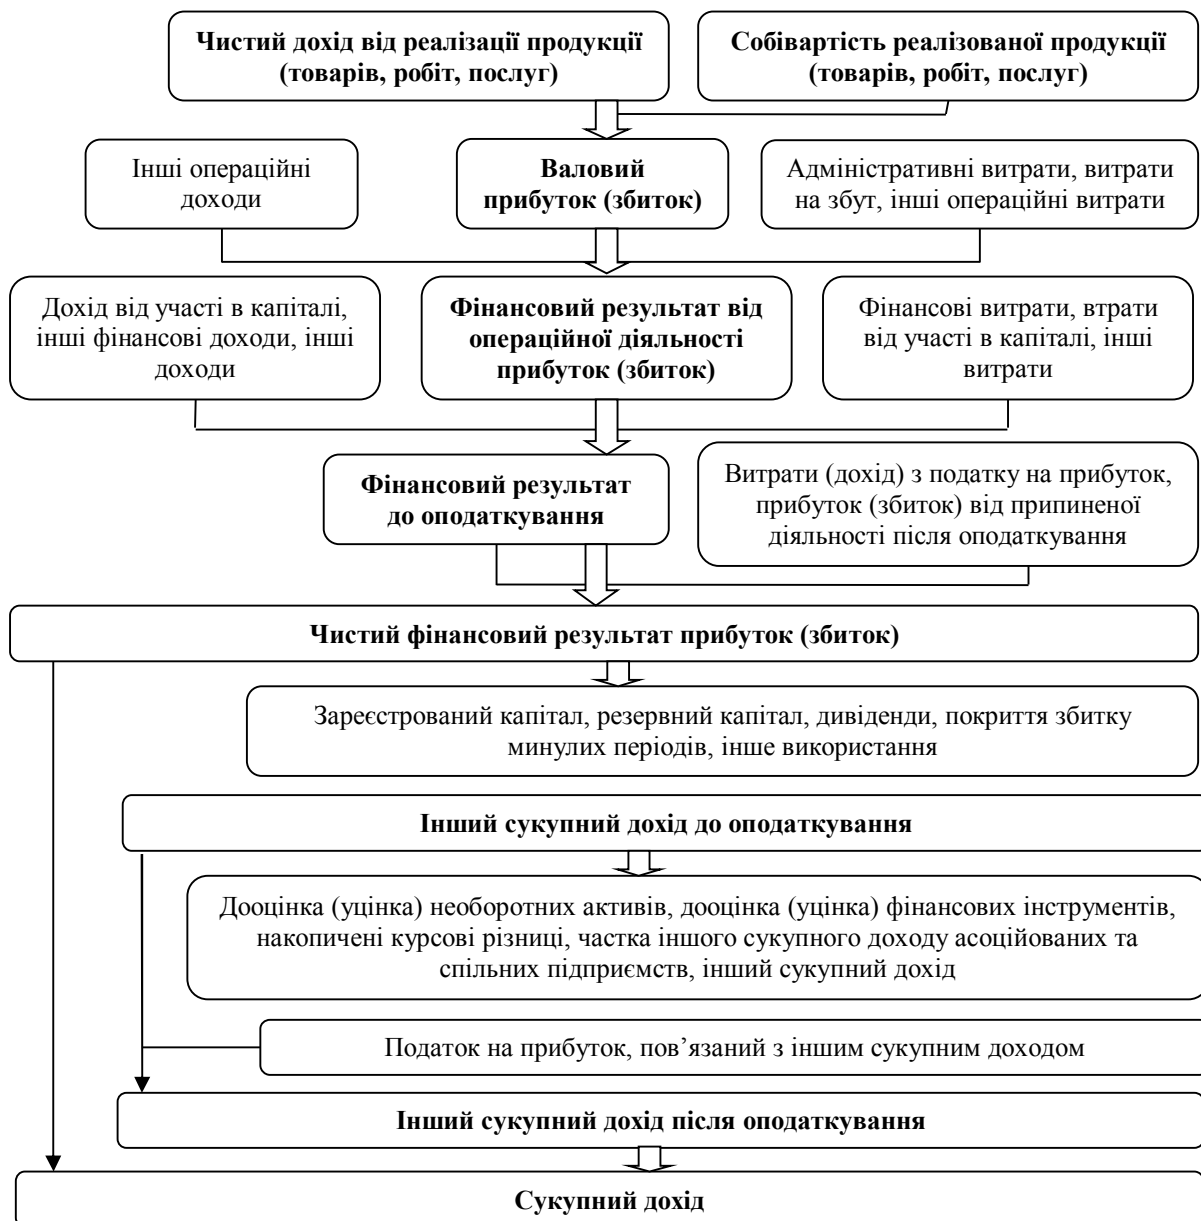 Чистий дохід від реалізації продукції
(товарів, робіт, послуг)
Собівартість реалізованої продукції
(товарів, робіт, послуг)
Інші операційні
доходи
Валовий
прибуток (збиток)
Адміністративні витрати, витрати
на збут, інші операційні витрати
Дохід від участі в капіталі,
інші фінансові доходи, інші
доходи
Фінансовий результат від
операційної діяльності
прибуток (збиток)
Фінансові витрати, втрати
від участі в капіталі, інші
витрати
Фінансовий результат
до оподаткування
Витрати (дохід) з податку на прибуток,
прибуток (збиток) від припиненої
діяльності після оподаткування
Чистий фінансовий результат прибуток (збиток)
Зареєстрований капітал, резервний капітал, дивіденди, покриття збитку
минулих періодів, інше використання
Інший сукупний дохід до оподаткування
Дооцінка (уцінка) необоротних активів, дооцінка (уцінка) фінансових інструментів,
накопичені курсові різниці, частка іншого сукупного доходу асоційованих та
спільних підприємств, інший сукупний дохід
Податок на прибуток, пов’язаний з іншим сукупним доходом
Інший сукупний дохід після оподаткування
Сукупний дохід